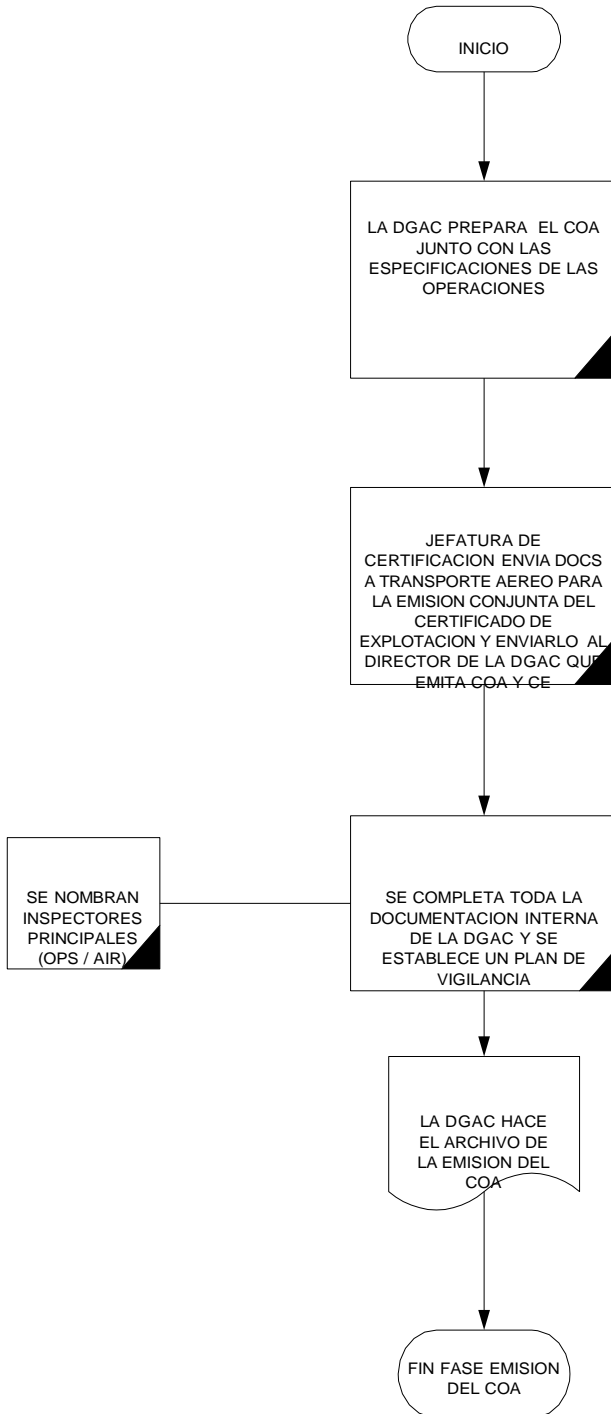 INICIO
LA DGAC PREPARA EL COA
JUNTO CON LAS
ESPECIFICACIONES DE LAS
OPERACIONES
JEFATURA DE
CERTIFICACION ENVIA DOCS
A TRANSPORTE AEREO PARA
LA EMISION CONJUNTA DEL
CERTIFICADO DE
EXPLOTACION Y ENVIARLO AL
DIRECTOR DE LA DGAC QUE
EMITA COA Y CE
SE NOMBRAN
INSPECTORES
PRINCIPALES
(OPS / AIR)
SE COMPLETA TODA LA
DOCUMENTACION INTERNA
DE LA DGAC Y SE
ESTABLECE UN PLAN DE
VIGILANCIA
LA DGAC HACE
EL ARCHIVO DE
LA EMISION DEL
COA
FIN FASE EMISION
DEL COA